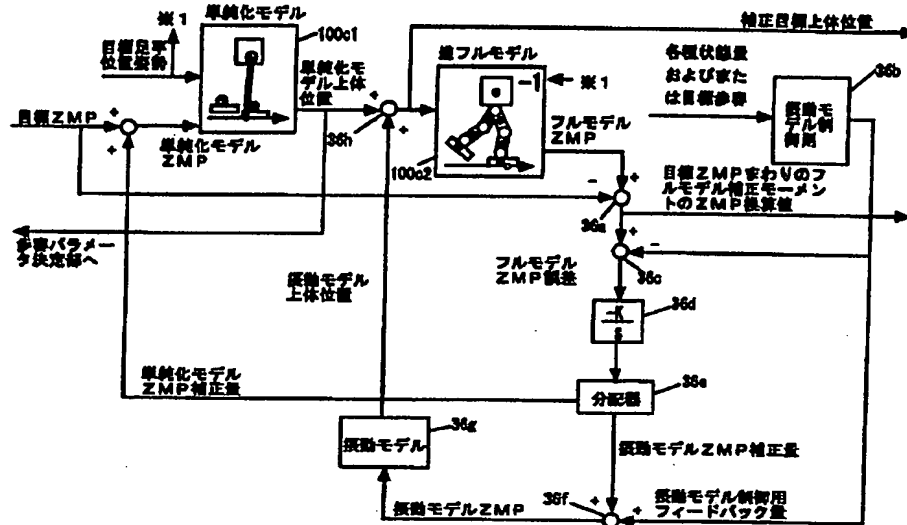 ※1
単純化モデル
100c1
目標足平
位置姿勢
単純化モ
デル上体
位置
目標ZMP
+
+
単純化モデル
ZMP
36h
+
+
逆フルモデル
-1
※1
100c2
フルモデル
ZMP
補正目標上体位置
各種状態量
およびまた
は目標歩容
36b
振動モ
デル制
御則
-
+
36a
目標ZMPまわりのフ
ルモデル補正モーメン
トのZMP換算値
歩容パラメー
タ決定部へ
振動モデル
上体位置
+
-
36c
フルモデル
ZMP誤差
36d
-K
S
36e
分配器
単純化モデル
ZMP補正量
36g
振動モデル
振動モデルZMP補正量
36f
+
+
振動モデル制御用
フィードバック量
振動モデルZMP